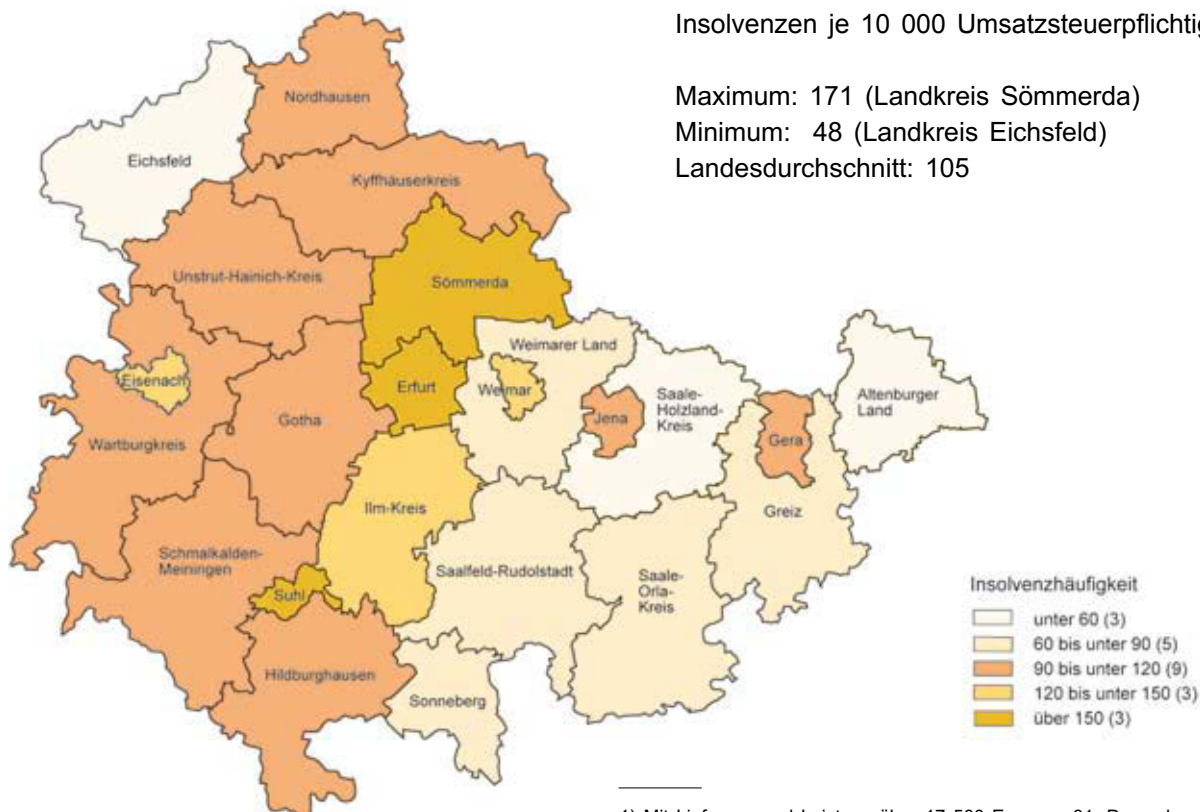 Insolvenzen je 10 000 Umsatzsteuerpflichtig
Maximum: 171 (Landkreis Sömmerda)
Minimum: 48 (Landkreis Eichsfeld)
Landesdurchschnitt: 105
Nordhausen
Eichsfeld
Kyffhäuserkreis
Unstrut-Hainich-Kreis
Sömmerda
Weimarer Land
Eisenach
Erfurt
Weimar
Saale-
Holzland-
Kreis
Altenburger
Land
Jena
Gotha
Wartburgkreis
Gera
Ilm-Kreis
Greiz
Schmalkalden-
Meiningen
Saalfeld-Rudolstadt
Saale-
Orla-
Kreis
Suhl
Hildburghausen
Sonneberg
Insolvenzhäufigkeit
unter 60 (3)
60 bis unter 90 (5)
90 bis unter 120 (9)
120 bis unter 150 (3)
über 150 (3)